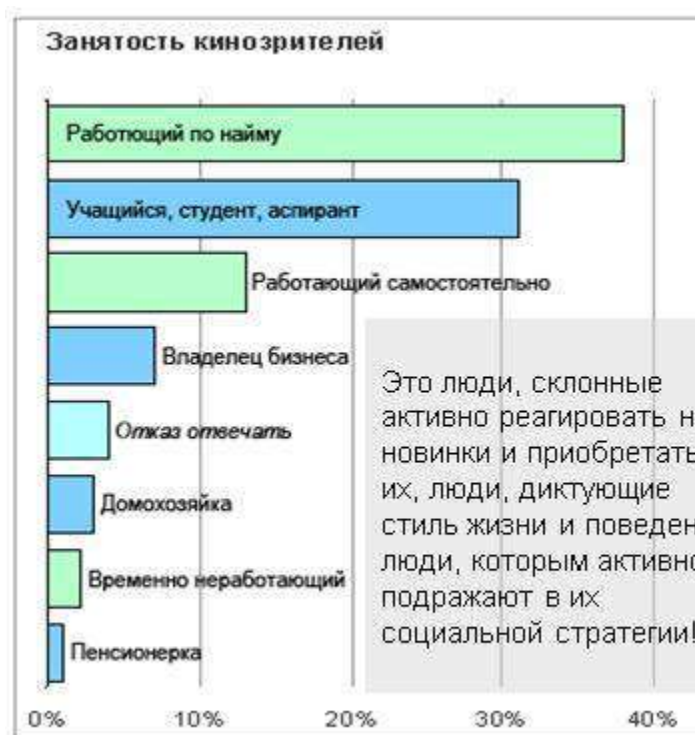 Занятость кинозрителей
Работющий по найму
Учащийся, студент, аспирант
Работающий самостоятельно
Владелец бизнеса
Отказ отвечать
Домохозяйка
Временно неработающий
Пенсионерка
Это люди, склонные
активно реагировать н
новинки и приобретать
их, люди, диктующие
стиль жизни и поведен
люди, которым активно
подражают в их
социальной стратегии!
0% 10% 20% 30% 40%